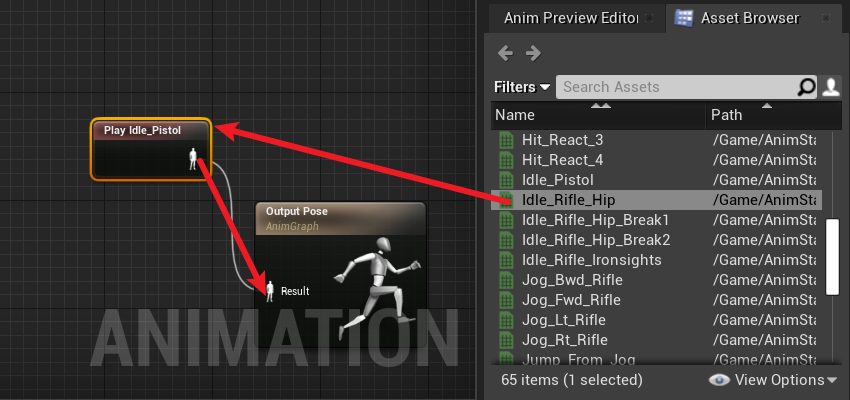 Play Idle_Pistol
Output Pose
AnimGraph
Result
ANIMATION
Anim Preview Editor
Asset Browser
Filters
Search Assets
Name
Path
Hit_React_3
/Game/AnimSta
Hit_React_4
/Game/AnimSta
Idle_Pistol
/Game/AnimSta
Idle_Rifle_Hip
/Game/AnimSta
Idle_Rifle_Hip_Break1
/Game/AnimSta
Idle_Rifle_Hip_Break2
/Game/AnimSta
Idle_Rifle_Ironsights
/Game/AnimSta
Jog_Bwd_Rifle
/Game/AnimSta
Jog_Fwd_Rifle
/Game/AnimSta
Jog_Lt_Rifle
/Game/AnimSta
Jog_Rt_Rifle
/Game/AnimSta
Jump_From_Jog
/Game/AnimSta
65 items (1 selected)
View Options